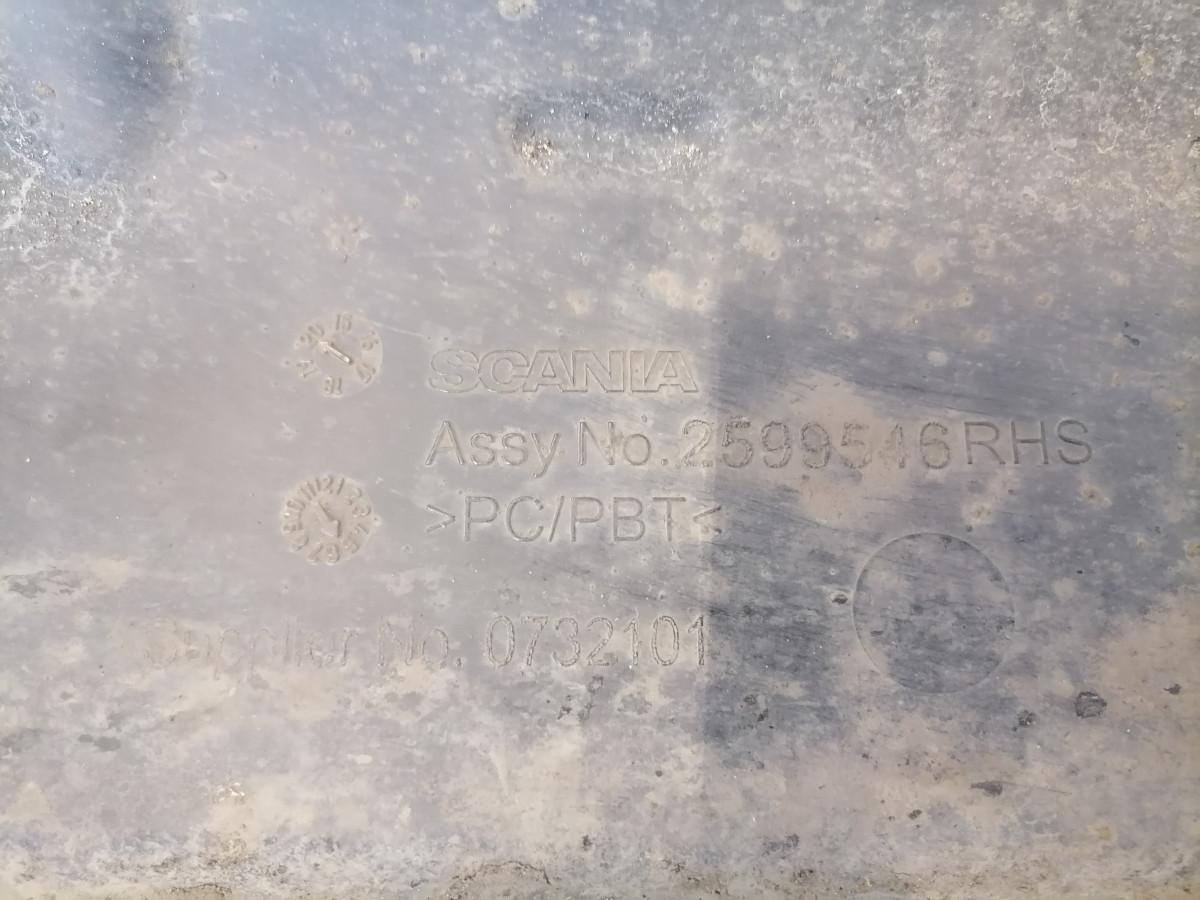 SCANIA
Assy No.2599546RHS
>PC/PBT<
Supplier No. 0732101